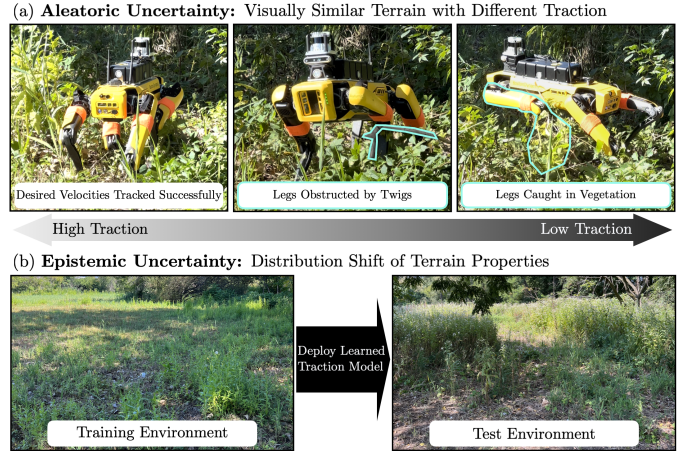 (a) Aleatoric Uncertainty: Visually Similar Terrain with Different Traction
Desired Velocities Tracked Successfully
Legs Obstructed by Twigs
Legs Caught in Vegetation
High Traction
Low Traction
(b) Epistemic Uncertainty: Distribution Shift of Terrain Properties
Deploy Learned
Traction Model
Training Environment
Test Environment